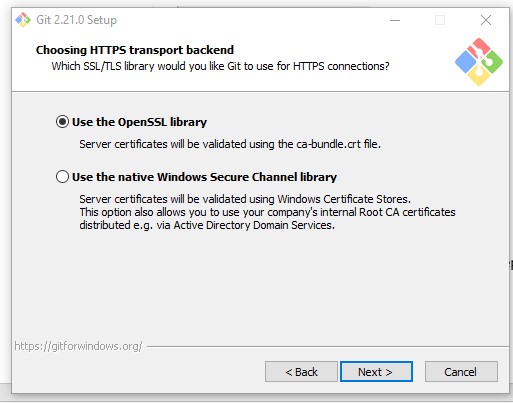 Git 2.21.0 Setup
Choosing HTTPS transport backend
Which SSL/TLS library would you like Git to use for HTTPS connections?
Use the OpenSSL library
Server certificates will be validated using the ca-bundle.crt file.
Use the native Windows Secure Channel library
Server certificates will be validated using Windows Certificate Stores.
This option also allows you to use your company's internal Root CA certificates
distributed e.g. via Active Directory Domain Services.
https://gitforwindows.org/
< Back
Next >
Cancel